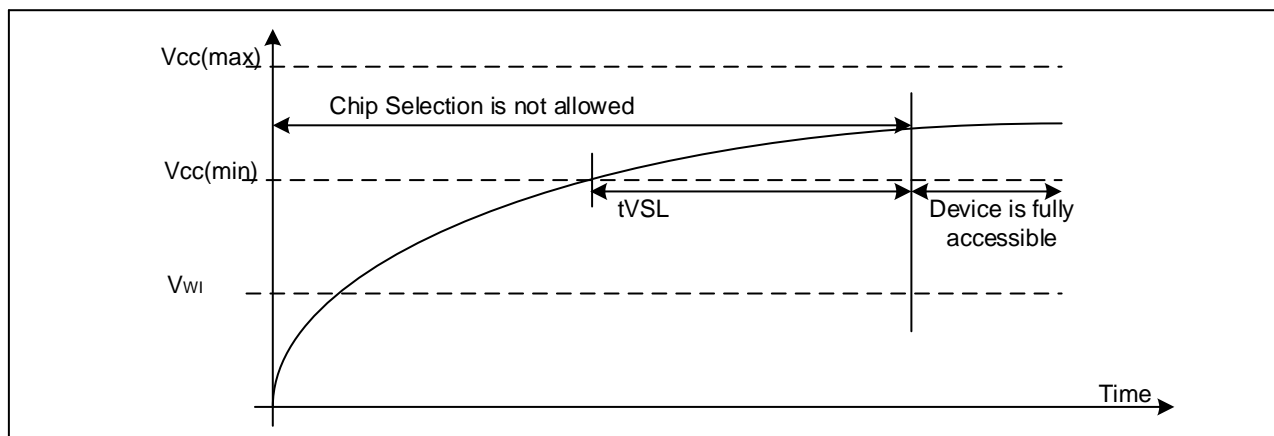 Vcc(max)
Chip Selection is not allowed
Vcc(min)
tVSL
Device is fully
accessible
VWI
Time